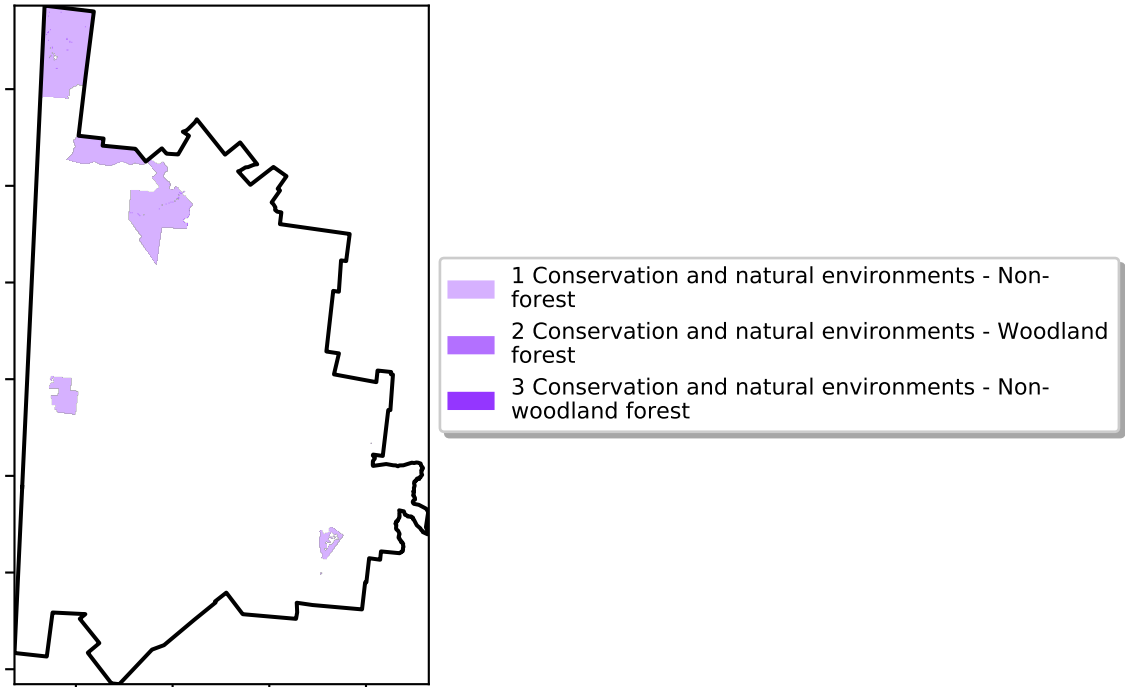 1 Conservation and natural environments - Non-
forest
2 Conservation and natural environments - Woodland
forest
3 Conservation and natural environments - Non-
woodland forest